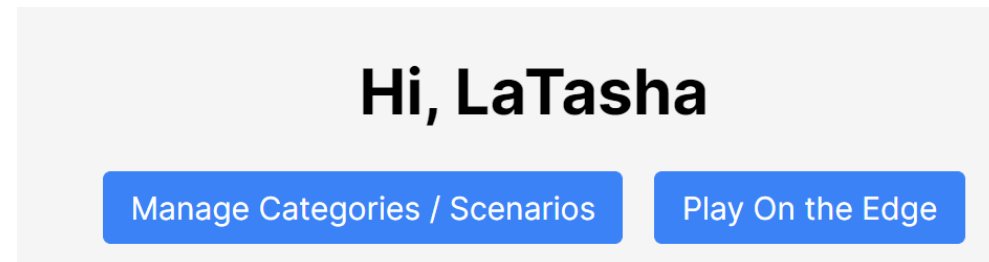 Hi, LaTasha
Manage Categories / Scenarios
Play On the Edge